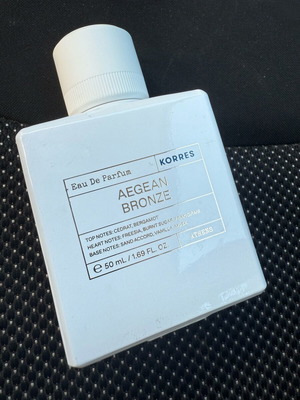 Eau De Parfum
KORRES
AEGEAN
BRONZE
TOP NOTES: CEDRAT, BERGAMOT
HEART NOTES: FREESIA, BURNT SUGAR,
BASE NOTES: SAND ACCORD, VANILLA,
℮ 50 mL / 1.69 FL. OZ.
ATHENS